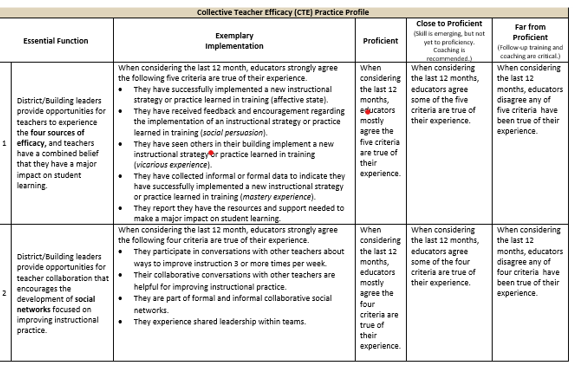 Collective Teacher Efficacy (CTE) Practice Profile
Essential Function
Exemplary
Implementation
Proficient
Close to Proficient
(Skill is emerging, but not
yet to proficiency.
Coaching is
recommended.)
Far from
Proficient
(Follow-up training and
coaching are critical.)
1
District/Building leaders
provide opportunities for
teachers to experience
the four sources of
efficacy, and teachers
have a combined belief
that they have a major
impact on student
learning.
When considering the last 12 month, educators strongly agree
the following five criteria are true of their experience.
• They have successfully implemented a new instructional
strategy or practice learned in training (affective state).
• They have received feedback and encouragement regarding
the implementation of an instructional strategy or practice
learned in training (social persuasion).
• They have seen others in their building implement a new
instructional strategy or practice learned in training
(vicarious experience).
• They have collected informal or formal data to indicate they
have successfully implemented a new instructional strategy
or practice learned in training (mastery experience).
• They report they have the resources and support needed to
make a major impact on student learning.
When
considering
the last 12
months,
educators
mostly
agree the
five criteria
are true of
their
experience.
When considering
the last 12 months,
educators agree
some of the five
criteria are true of
their experience.
When considering
the last 12
months, educators
disagree any of
five criteria have
been true of their
experience.
2
District/Building leaders
provide opportunities for
teacher collaboration that
encourages the
development of social
networks focused on
improving instructional
practice.
When considering the last 12 month, educators strongly agree
the following four criteria are true of their experience.
• They participate in conversations with other teachers about
ways to improve instruction 3 or more times per week.
• Their collaborative conversations with other teachers are
helpful for improving instructional practice.
• They are part of formal and informal collaborative social
networks.
• They experience shared leadership within teams.
When
considering
the last 12
months,
educators
mostly
agree the
four
criteria are
true of
their
experience.
When considering
the last 12 months,
educators agree
some of the four
criteria are true of
their experience.
When considering
the last 12
months, educators
disagree any of
four criteria have
been true of their
experience.